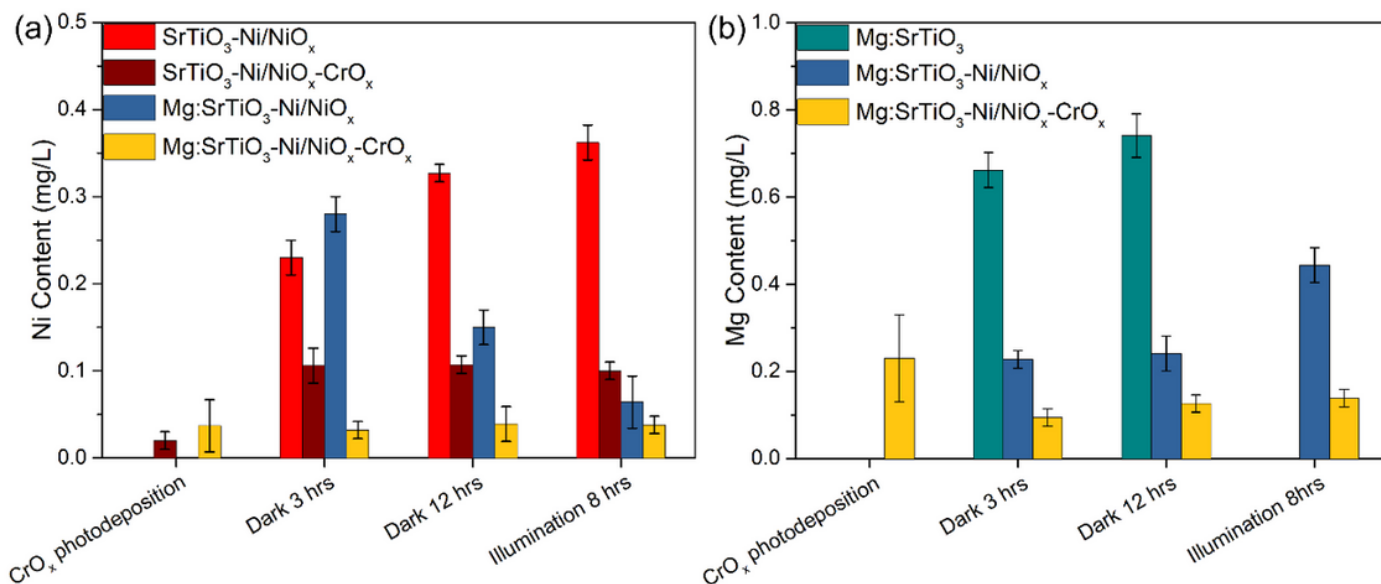 (a)
SrTiO₃-Ni/NiOₓ
SrTiO₃-Ni/NiOₓ-CrOₓ
Mg:SrTiO₃-Ni/NiOₓ
Mg:SrTiO₃-Ni/NiOₓ-CrOₓ
Ni Content (mg/L)
0.5
0.4
0.3
0.2
0.1
0.0
CrOₓ photodeposition
Dark 3 hrs
Dark 12 hrs
Illumination 8 hrs
(b)
Mg:SrTiO₃
Mg:SrTiO₃-Ni/NiOₓ
Mg:SrTiO₃-Ni/NiOₓ-CrOₓ
Mg Content (mg/L)
1.0
0.8
0.6
0.4
0.2
0.0
CrOₓ photodeposition
Dark 3 hrs
Dark 12 hrs
Illumination 8hrs